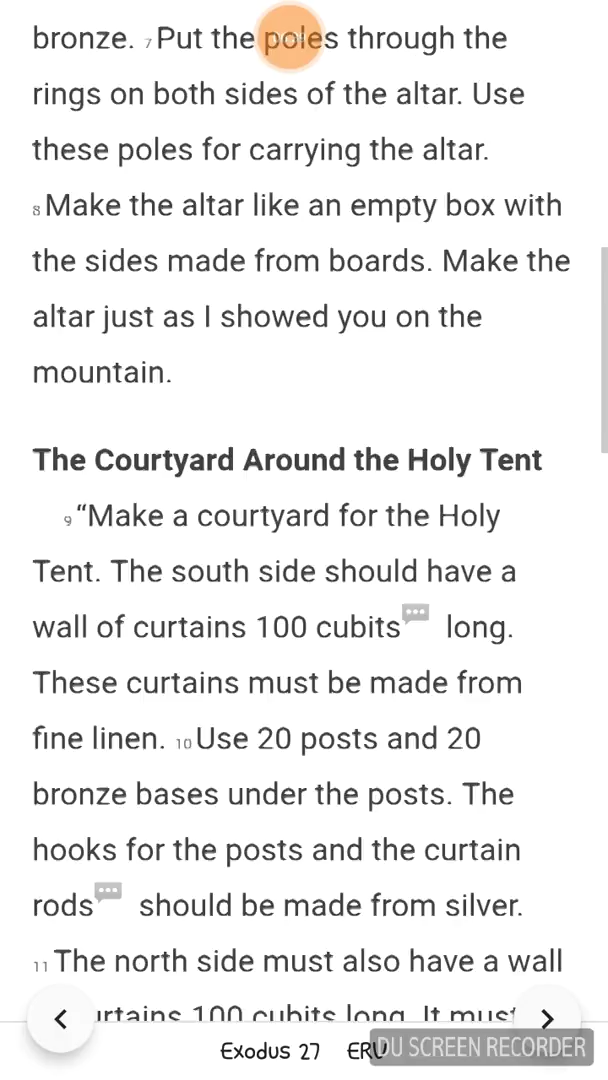 bronze. 7 Put the poles through the
rings on both sides of the altar. Use
these poles for carrying the altar.
8 Make the altar like an empty box with
the sides made from boards. Make the
altar just as I showed you on the
mountain.
The Courtyard Around the Holy Tent
9 “Make a courtyard for the Holy
Tent. The south side should have a
wall of curtains 100 cubits long.
These curtains must be made from
fine linen. 10 Use 20 posts and 20
bronze bases under the posts. The
hooks for the posts and the curtain
rods should be made from silver.
11 The north side must also have a wall
urtains 100 cubits long. It must
Exodus 27 ERV
DU SCREEN RECORDER